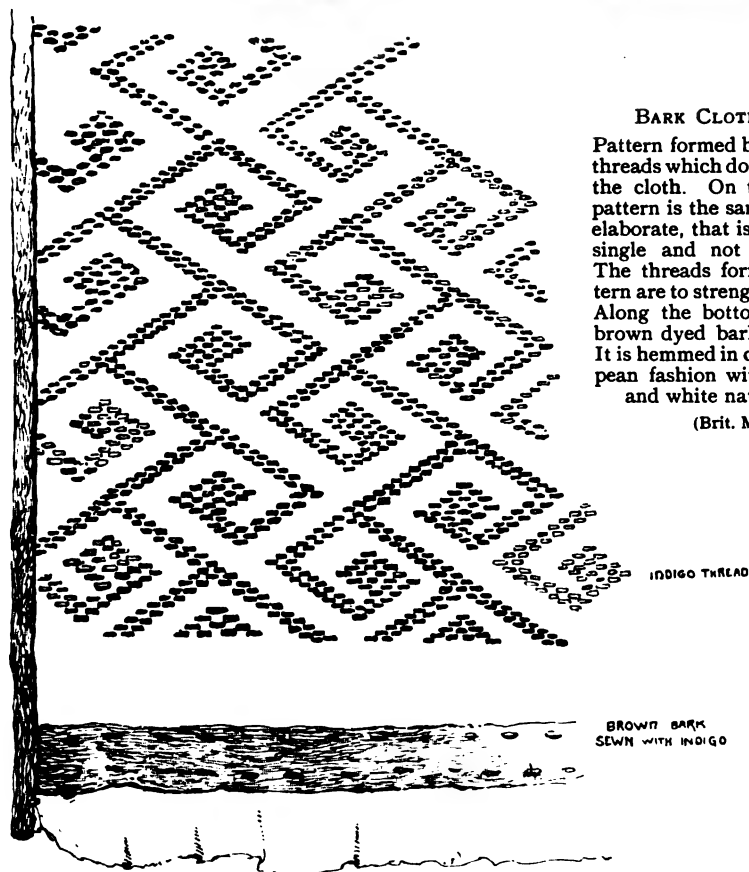 BARK CLOT
Pattern formed b
threads which do
the cloth. On
pattern is the sa
elaborate, that is
single and not
The threads for
tern are to streng
Along the botto
brown dyed bar
It is hemmed in
pean fashion wi
and white na
(Brit. M
INDIGO THREAD
BROWN BARK
SEWN WITH INDIGO